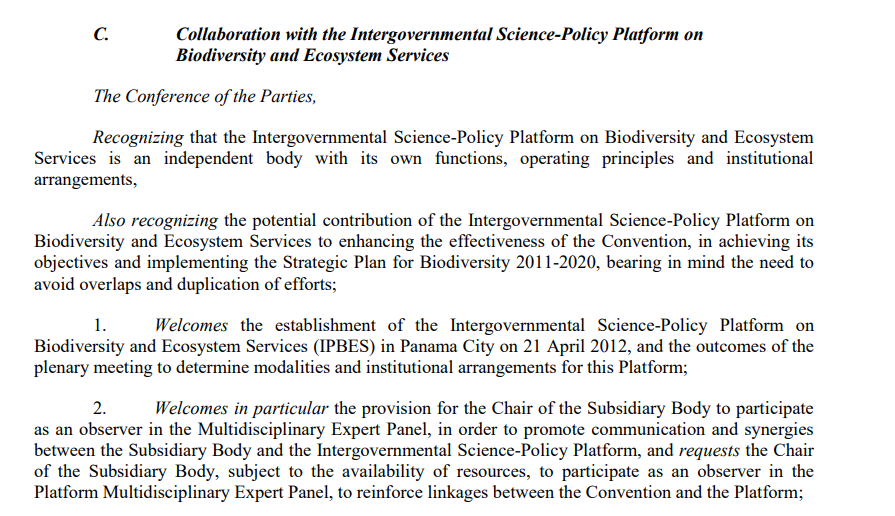 C. Collaboration with the Intergovernmental Science-Policy Platform on
Biodiversity and Ecosystem Services
The Conference of the Parties,
Recognizing that the Intergovernmental Science-Policy Platform on Biodiversity and Ecosystem
Services is an independent body with its own functions, operating principles and institutional
arrangements,
Also recognizing the potential contribution of the Intergovernmental Science-Policy Platform on
Biodiversity and Ecosystem Services to enhancing the effectiveness of the Convention, in achieving its
objectives and implementing the Strategic Plan for Biodiversity 2011-2020, bearing in mind the need to
avoid overlaps and duplication of efforts;
1. Welcomes the establishment of the Intergovernmental Science-Policy Platform on
Biodiversity and Ecosystem Services (IPBES) in Panama City on 21 April 2012, and the outcomes of the
plenary meeting to determine modalities and institutional arrangements for this Platform;
2. Welcomes in particular the provision for the Chair of the Subsidiary Body to participate
as an observer in the Multidisciplinary Expert Panel, in order to promote communication and synergies
between the Subsidiary Body and the Intergovernmental Science-Policy Platform, and requests the Chair
of the Subsidiary Body, subject to the availability of resources, to participate as an observer in the
Platform Multidisciplinary Expert Panel, to reinforce linkages between the Convention and the Platform;